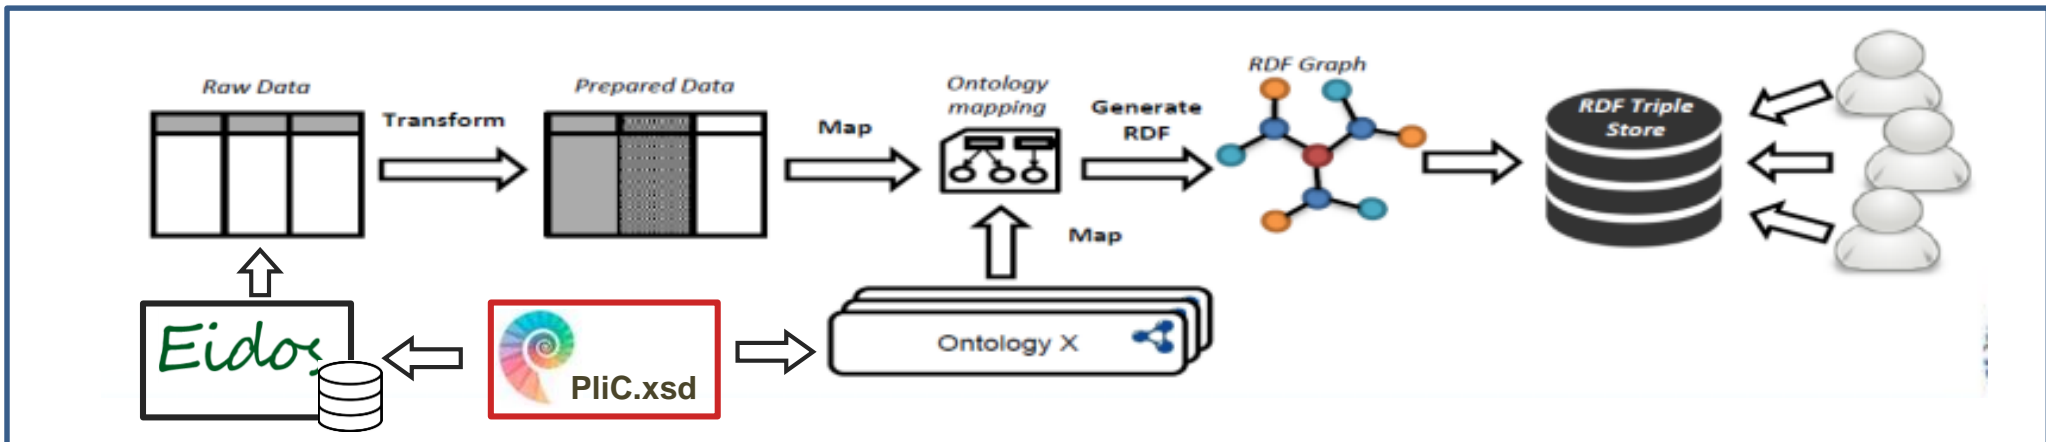 Raw Data
Transform
Prepared Data
Map
Ontology
mapping
Generate
RDF
RDF Graph
RDF Triple
Store
Map
Eidos
PliC.xsd
Ontology X